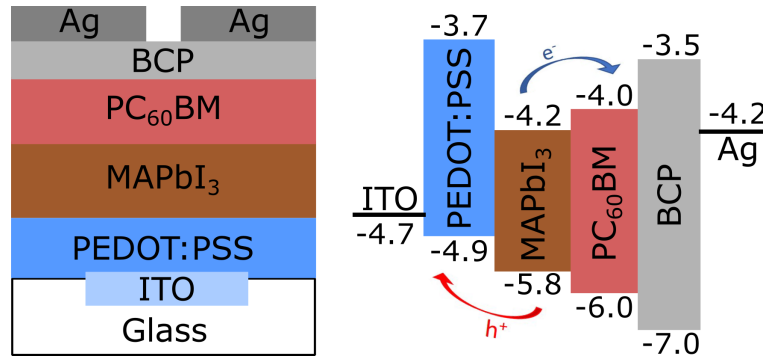 Ag
Ag
BCP
PC₆₀BM
MAPbI₃
PEDOT:PSS
ITO
Glass
-3.7
e⁻
-3.5
-4.2
-4.0
-4.2
Ag
ITO
-4.7
PEDOT:PSS
MAPbI₃
PC₆₀BM
BCP
-4.9
-5.8
-6.0
h⁺
-7.0